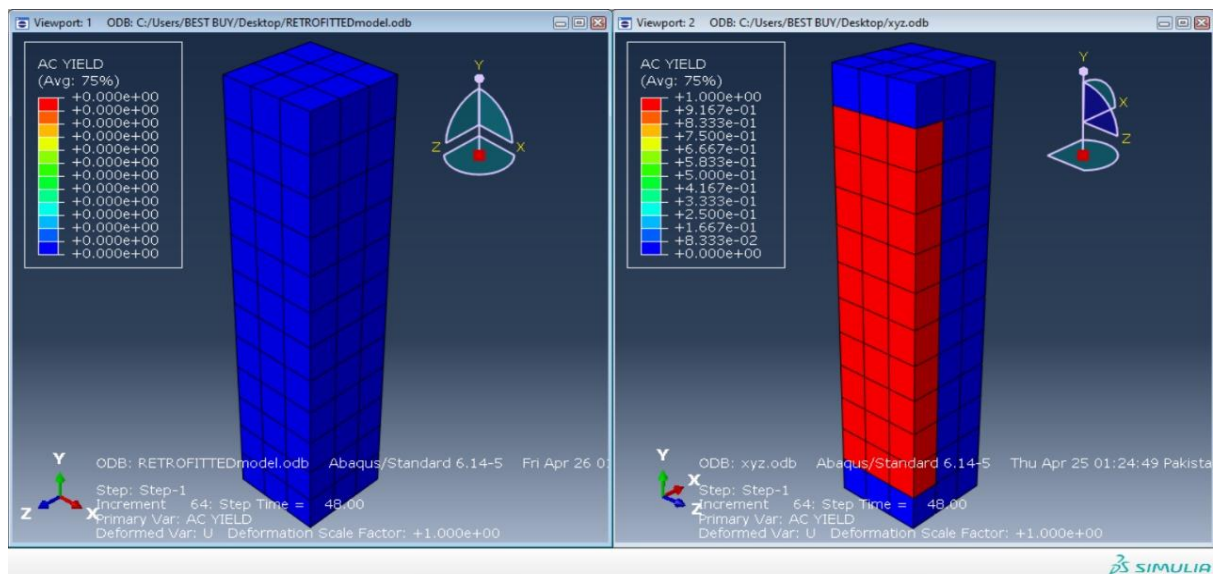 Viewport: 1 ODB: C:/Users/BEST BUY/Desktop/RETROFITTEDmodel.odb
AC YIELD
(Avg: 75%)
+0.000e+00
+0.000e+00
+0.000e+00
+0.000e+00
+0.000e+00
+0.000e+00
+0.000e+00
+0.000e+00
+0.000e+00
+0.000e+00
+0.000e+00
+0.000e+00
+0.000e+00
Y
Z
X
Y
Z
X
ODB: RETROFITTEDmodel.odb Abaqus/Standard 6.14-5 Fri Apr 26 01
Step: Step-1
Increment 64: Step Time = 48.00
Primary Var: AC YIELD
Deformed Var: U Deformation Scale Factor: +1.000e+00
Viewport: 2 ODB: C:/Users/BEST BUY/Desktop/xyz.odb
AC YIELD
(Avg: 75%)
+1.000e+00
+9.167e-01
+8.333e-01
+7.500e-01
+6.667e-01
+5.833e-01
+5.000e-01
+4.167e-01
+3.333e-01
+2.500e-01
+1.667e-01
+8.333e-02
+0.000e+00
Y
X
Z
Y
X
Z
ODB: xyz.odb Abaqus/Standard 6.14-5 Thu Apr 25 01:24:49 Pakista
Step: Step-1
Increment 64: Step Time = 48.00
Primary Var: AC YIELD
Deformed Var: U Deformation Scale Factor: +1.000e+00
SIMULIA